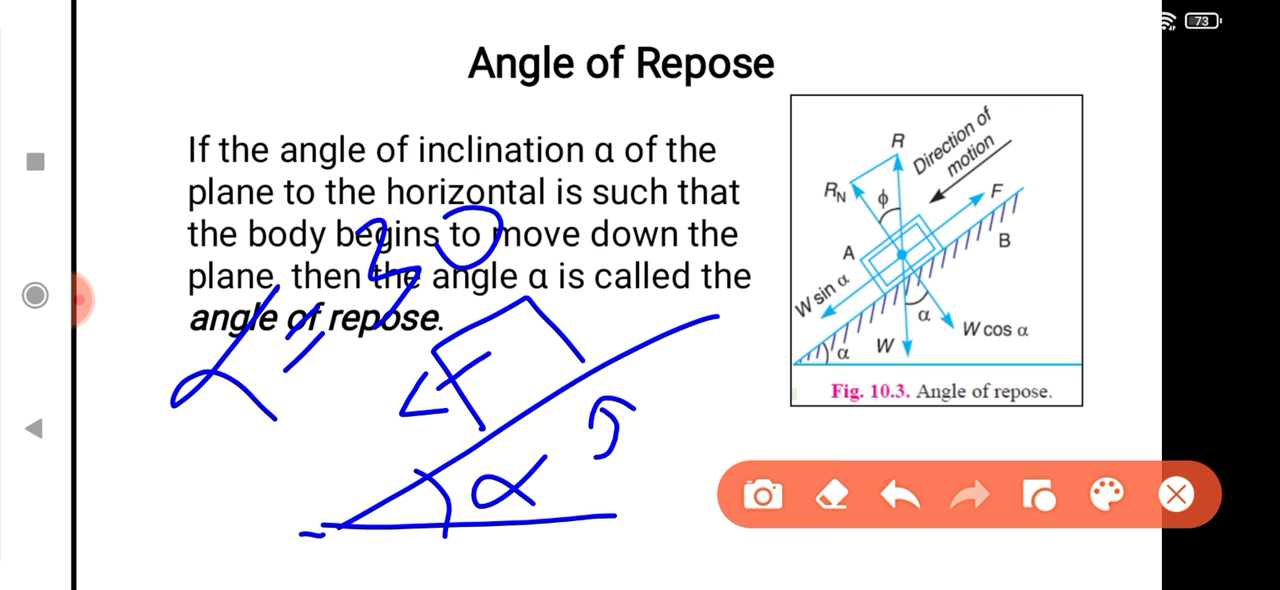 73
Angle of Repose
If the angle of inclination α of the
plane to the horizontal is such that
the body begins to move down the
plane, then the angle α is called the
angle of repose.
α = 30
α
5
R
Direction of
motion
R_N
ϕ
F
A
B
W sin α
α
W cos α
α
W
Fig. 10.3. Angle of repose.